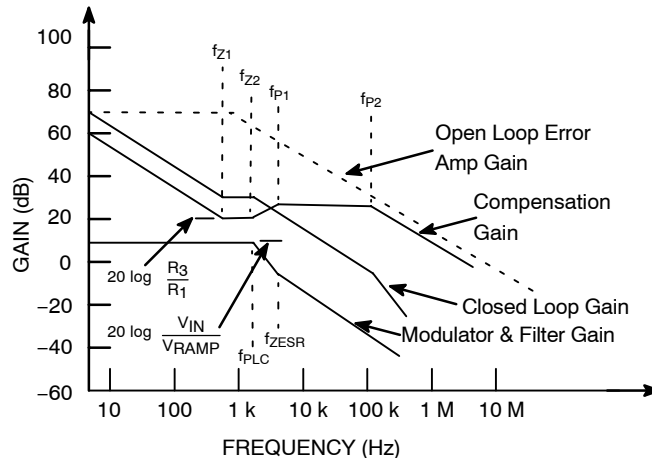 100
80
60
40
20
0
−20
−40
−60
GAIN (dB)
fZ1
fZ2
fP1
fP2
Open Loop Error
Amp Gain
Compensation
Gain
Closed Loop Gain
Modulator & Filter Gain
20 log R3
R1
20 log VIN
VRAMP
fPLC
fZESR
10 100 1 k 10 k 100 k 1 M 10 M
FREQUENCY (Hz)